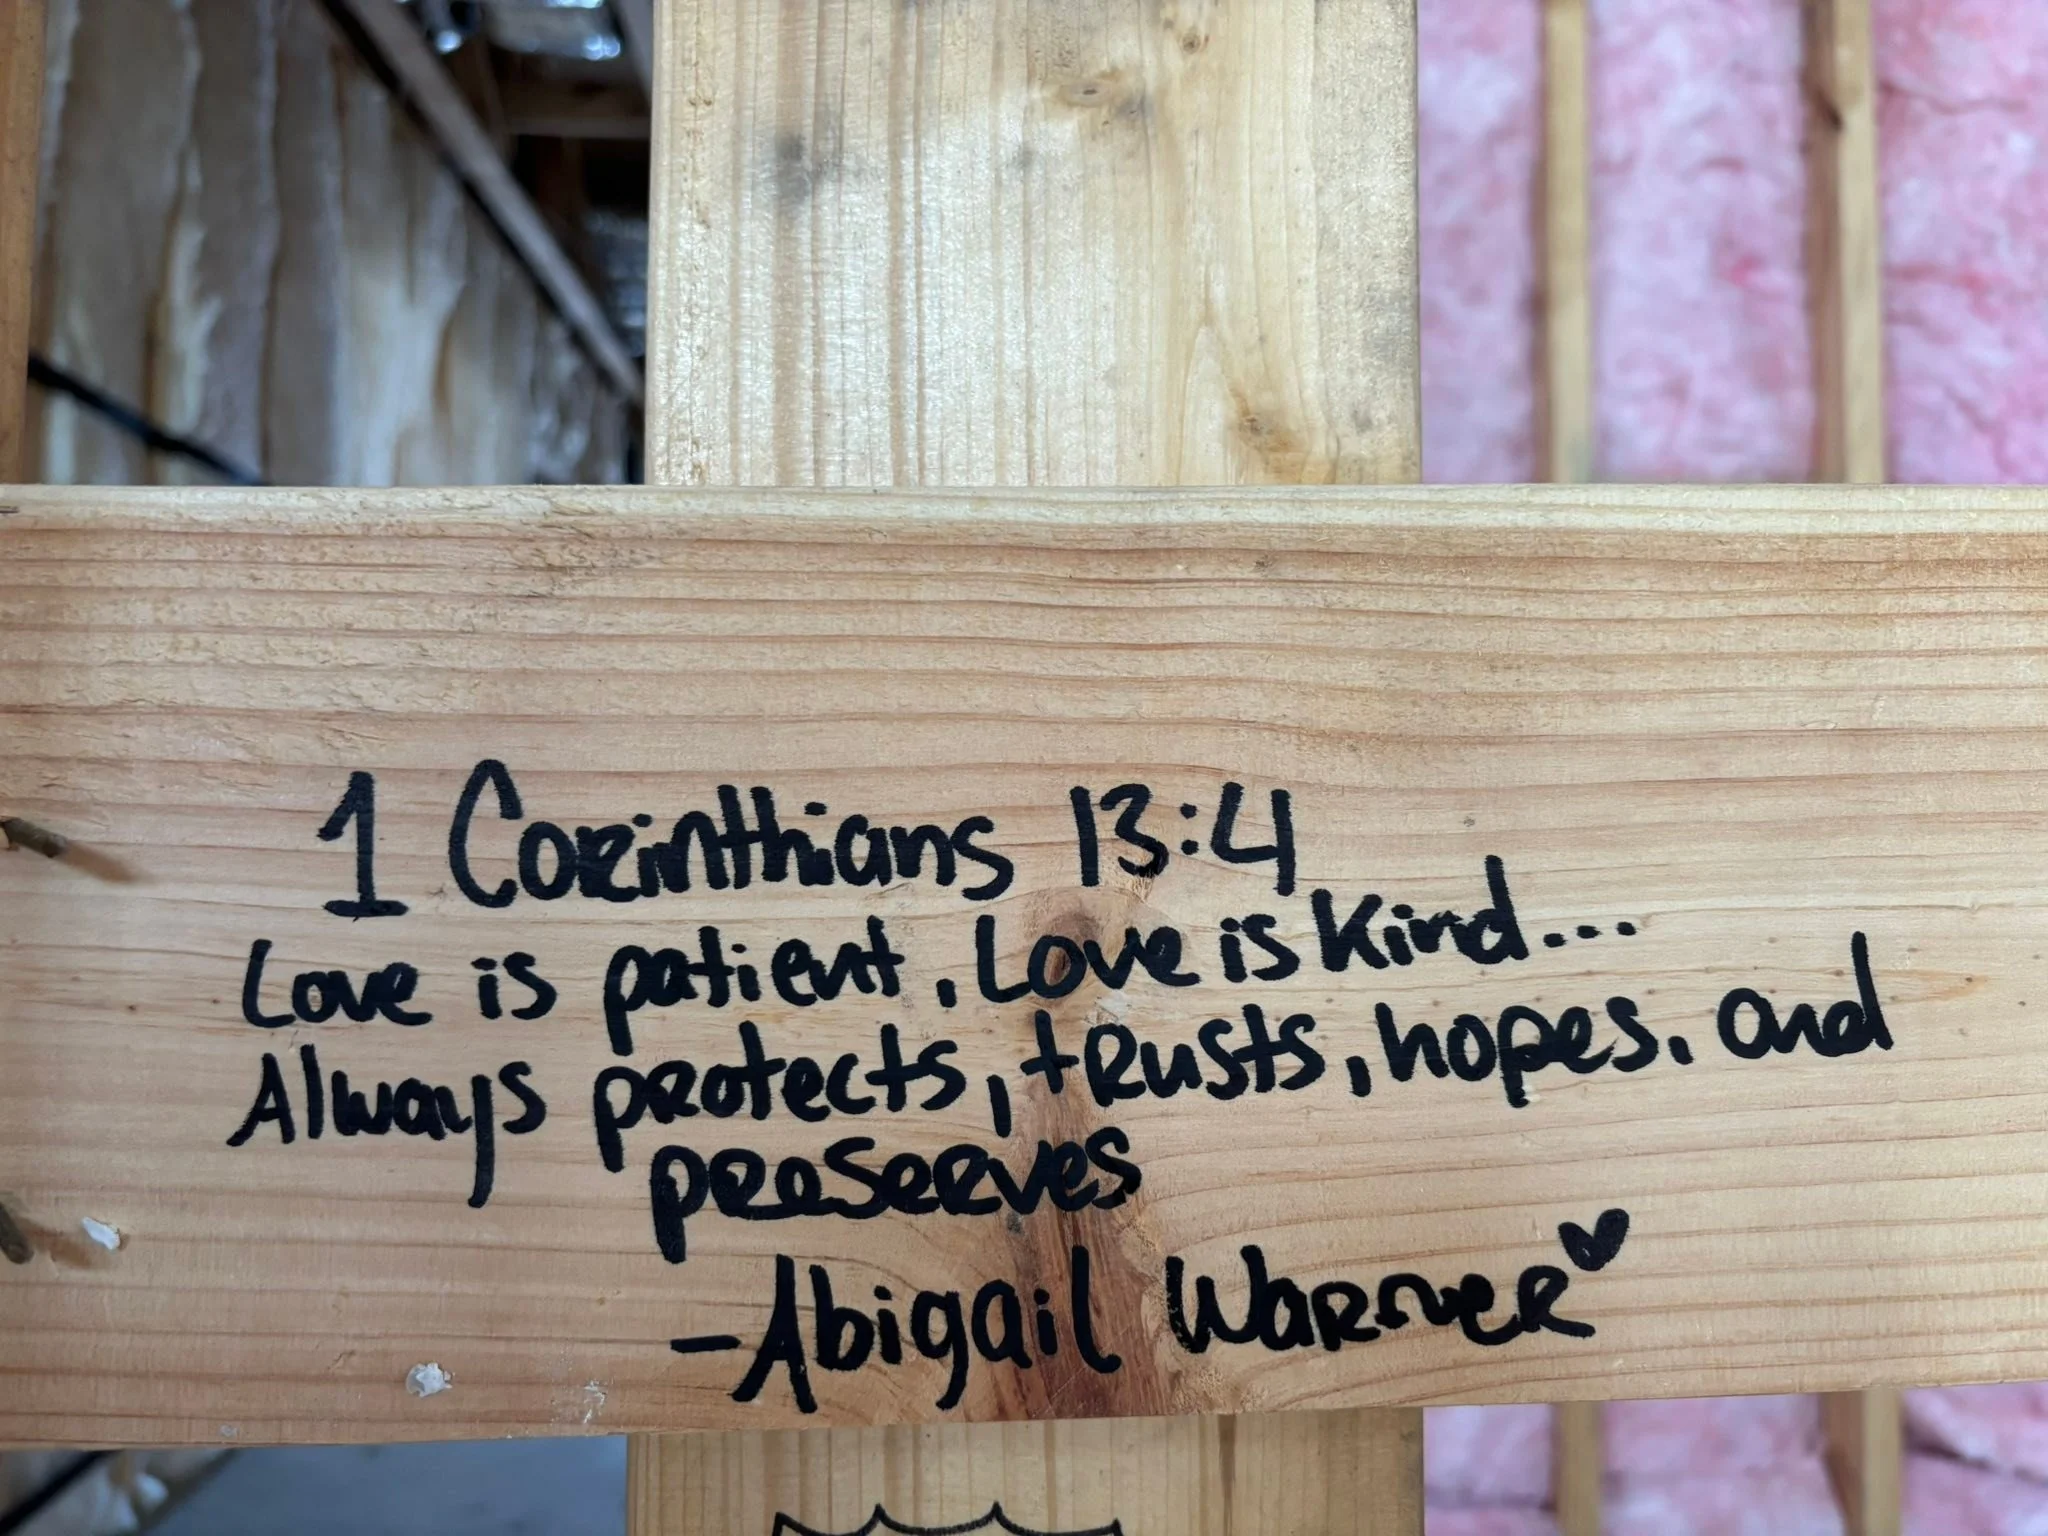 1 Corinthians 13:4
Love is patient, Love is kind...
Always protects, trusts, hopes, and
preserves
-Abigail Warner ♥